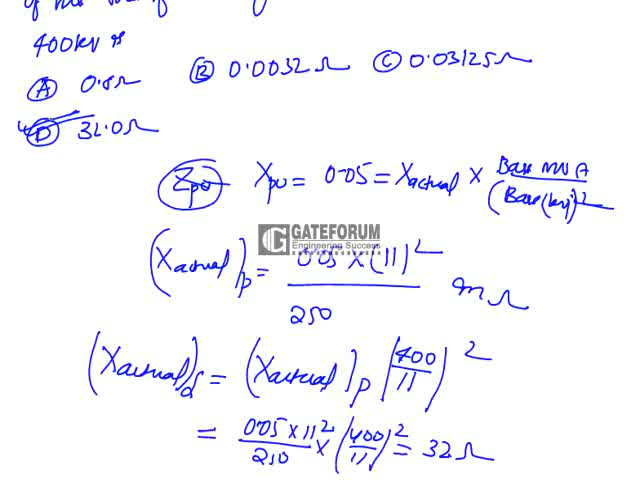 400kV is
(A) 0.8Ω (B) 0.0032Ω (C) 0.03125Ω
(D) 32.0Ω
Zpu Xpu = 0.05 = Xactual × Base MVA / (Base(kv))²
GATEFORUM
Engineering Success
(Xactual)p = 0.05 × (11)² / 250 Ω
(Xactual)s = (Xactual)p (400/11)²
= 0.05 × 11² / 250 × (400/11)² = 32Ω